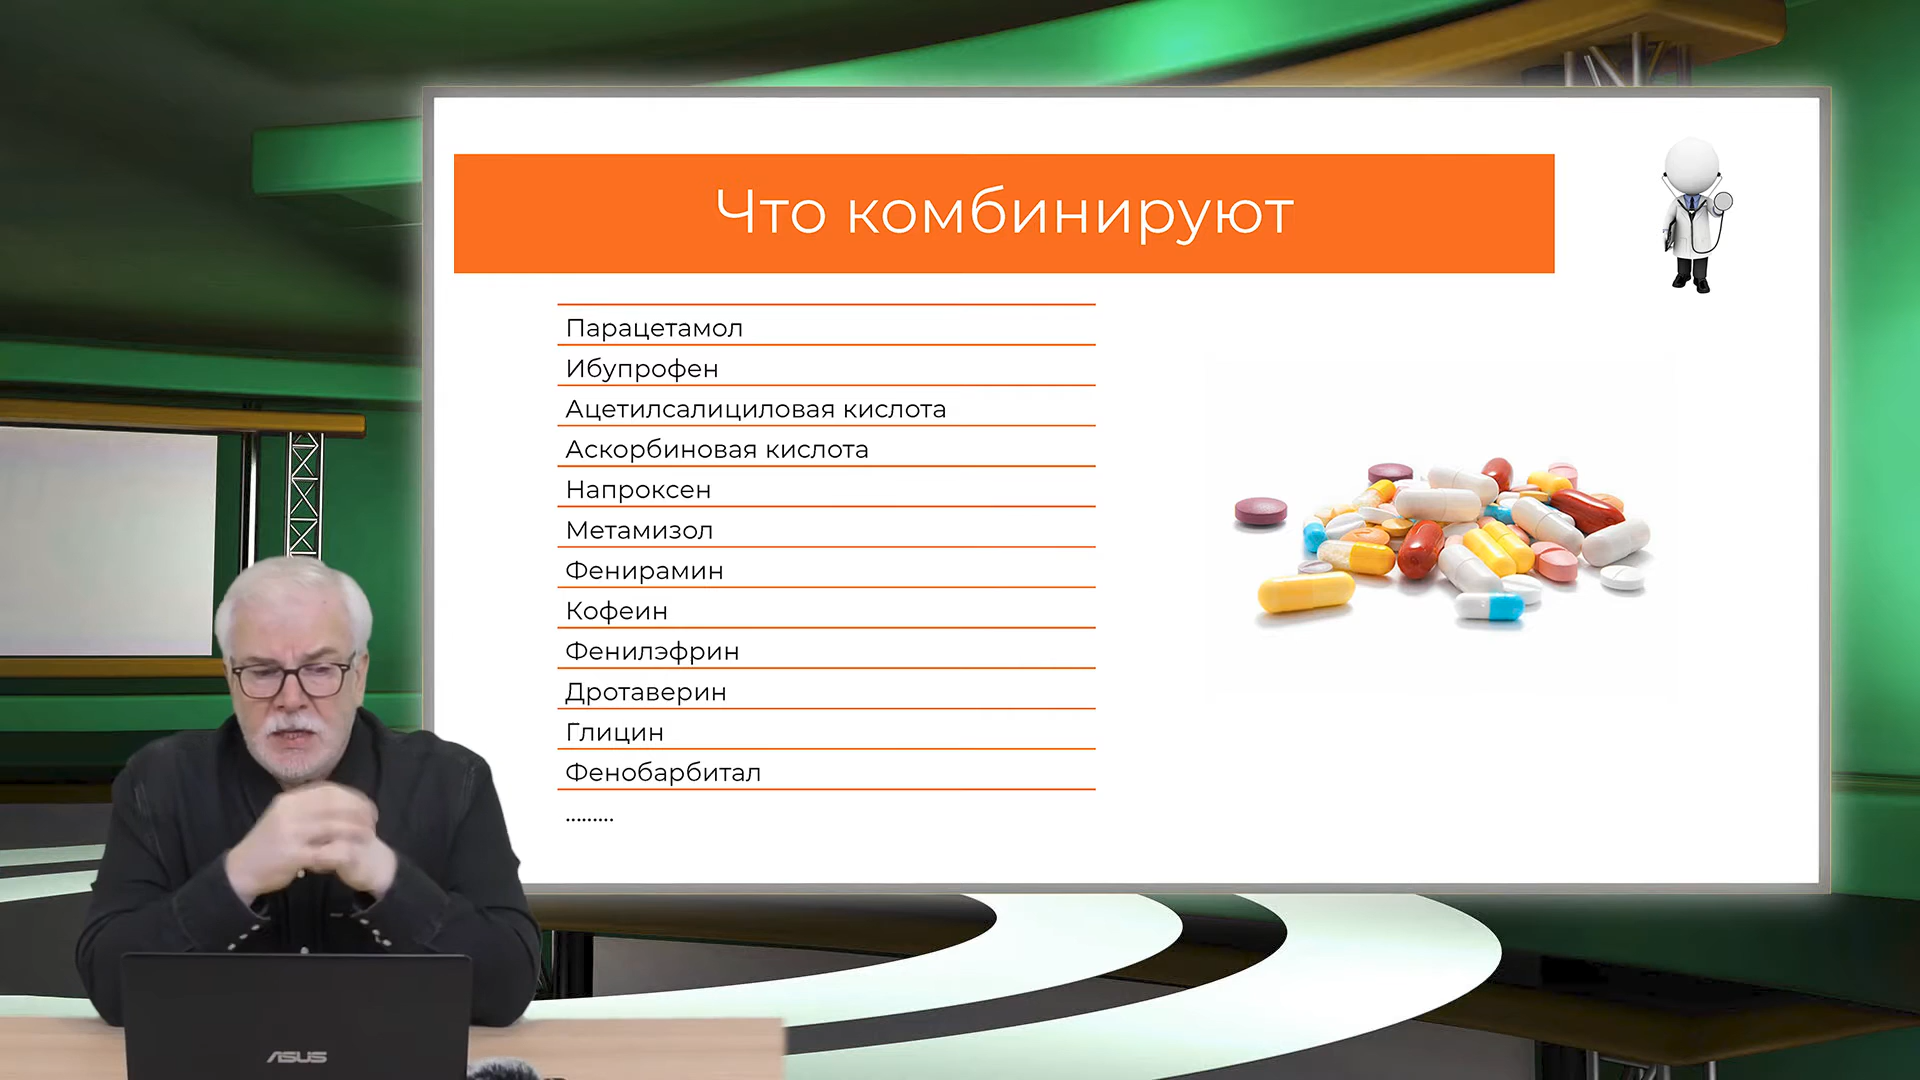 Что комбинируют
Парацетамол
Ибупрофен
Ацетилсалициловая кислота
Аскорбиновая кислота
Напроксен
Метамизол
Фенирамин
Кофеин
Фенилэфрин
Дротаверин
Глицин
Фенобарбитал
.........
ASUS